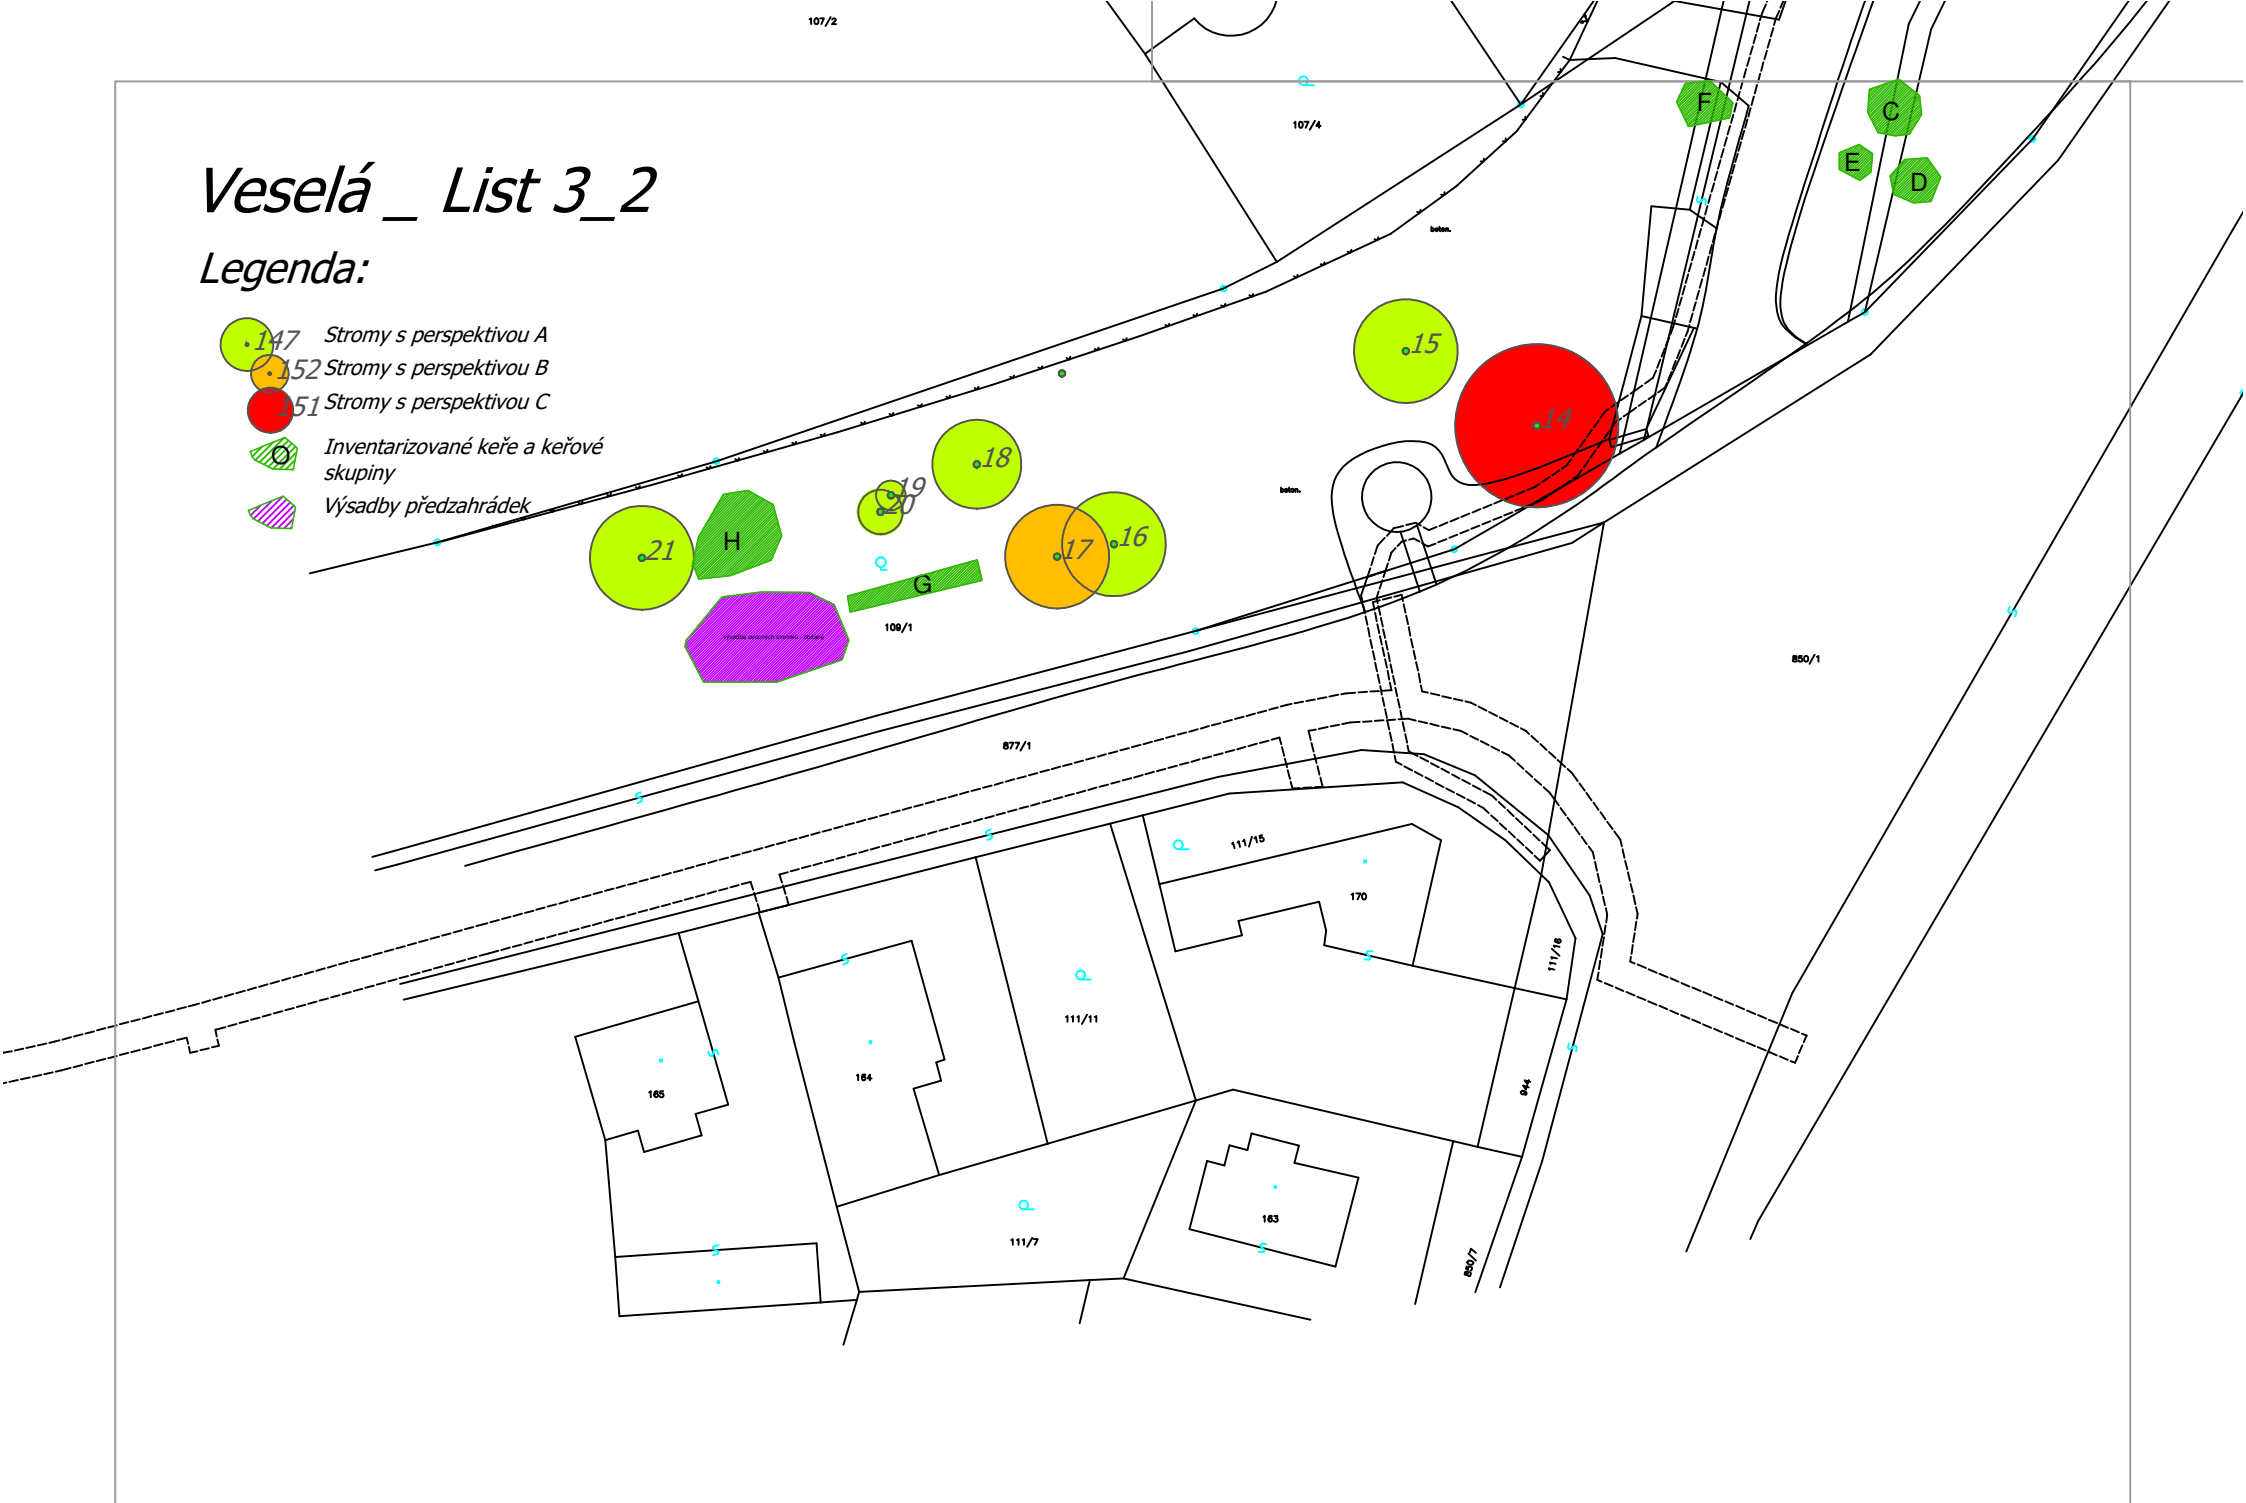 107/2
107/4
F
C
E
D
Veselá _ List 3_2
Legenda:
147 Stromy s perspektivou A
152 Stromy s perspektivou B
151 Stromy s perspektivou C
O Inventarizované keře a keřové
skupiny
Výsadby předzahrádek
beton.
15
14
18
19
20
beton.
21
H
17
16
G
109/1
850/1
877/1
111/15
170
111/16
111/11
164
165
944
163
111/7
850/7